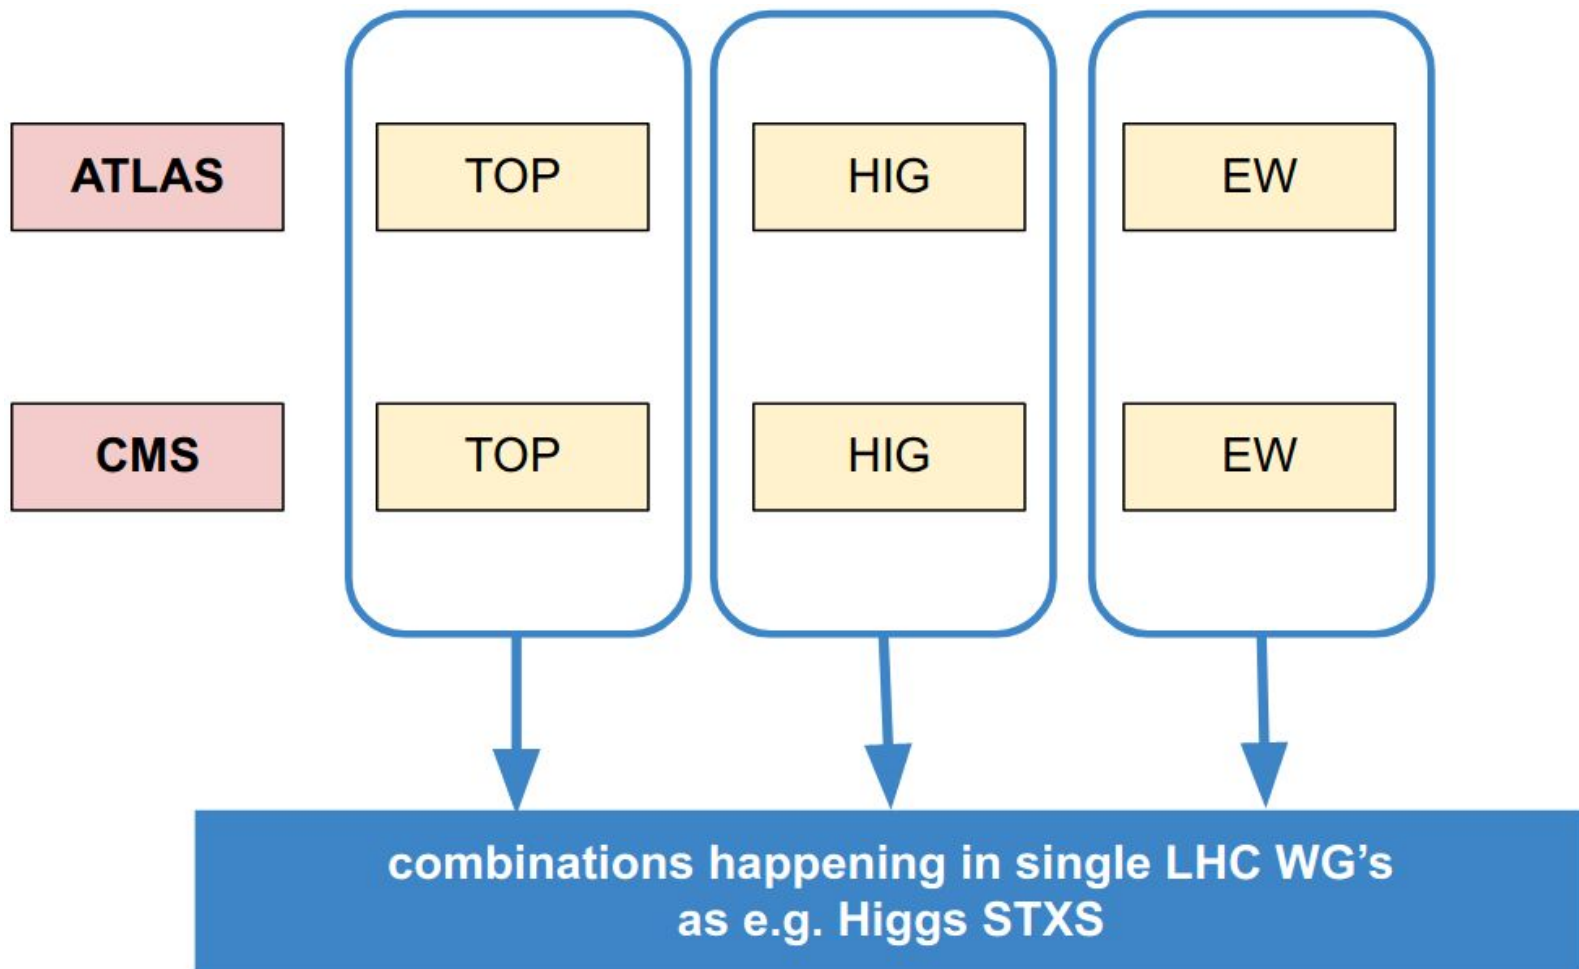 ATLAS
TOP
HIG
EW
CMS
TOP
HIG
EW
combinations happening in single LHC WG’s
as e.g. Higgs STXS